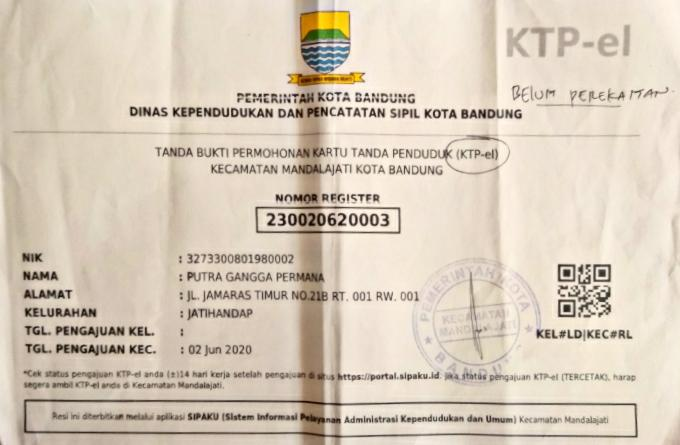 KTP-el
BELUM PEREKAMAN.
PEMERINTAH KOTA BANDUNG
DINAS KEPENDUDUKAN DAN PENCATATAN SIPIL KOTA BANDUNG
TANDA BUKTI PERMOHONAN KARTU TANDA PENDUDUK (KTP-el)
KECAMATAN MANDALAJATI KOTA BANDUNG
NOMOR REGISTER
230020620003
NIK : 3273300801980002
NAMA : PUTRA GANGGA PERMANA
ALAMAT : JL. JAMARAS TIMUR NO.21B RT. 001 RW. 001
KELURAHAN : JATIHANDAP
TGL. PENGAJUAN KEL. :
TGL. PENGAJUAN KEC. : 02 Jun 2020
PEMERINTAH KOTA
KECAMATAN
MANDALAJATI
BANDUNG
KEL#LD|KEC#RL
*Cek status pengajuan KTP-el anda (±)14 hari kerja setelah pengajuan di situs https://portal.sipaku.id. Jika status pengajuan KTP-el (TERCETAK), harap
segera ambil KTP-el anda di Kecamatan Mandalajati.
Resi ini diterbitkan melalui aplikasi SIPAKU (Sistem Informasi Pelayanan Administrasi Kependudukan dan Umum) Kecamatan Mandalajati